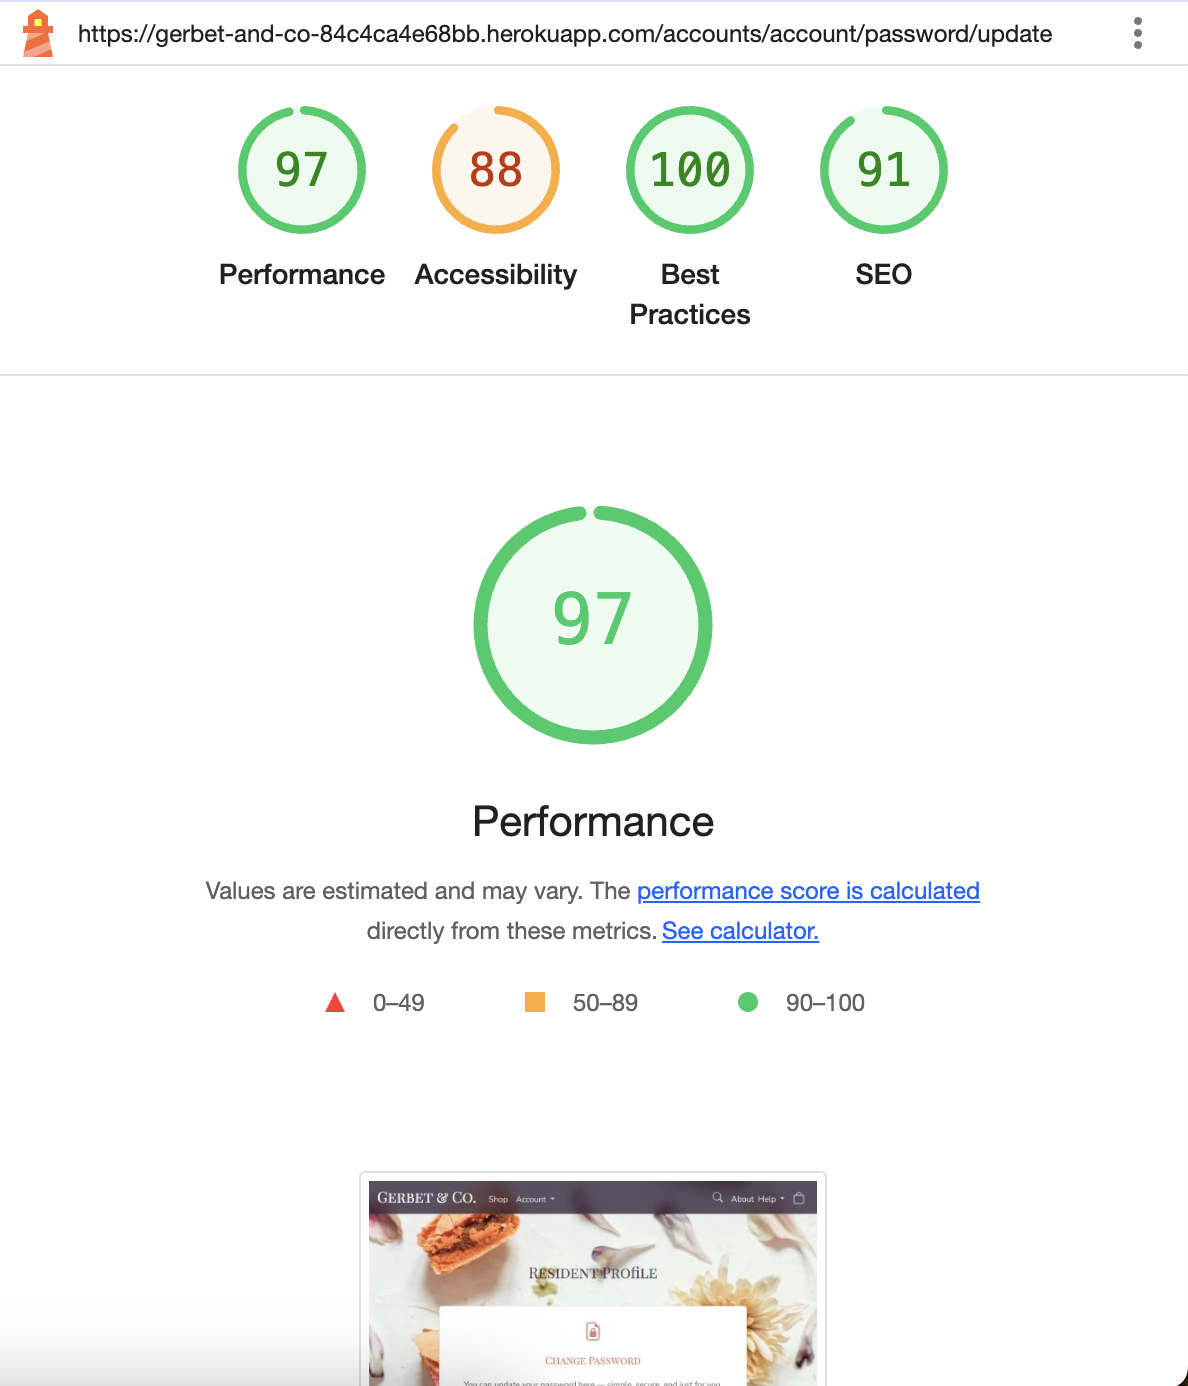 https://gerbet-and-co-84c4ca4e68bb.herokuapp.com/accounts/account/password/update
97
88
100
91
Performance
Accessibility
Best
Practices
SEO
97
Performance
Values are estimated and may vary. The performance score is calculated
directly from these metrics. See calculator.
0–49
50–89
90–100
GERBET & CO. Shop Account About Help
RESIDENT PROfiLE
CHANGE PASSWORD
You can update your password here — simple, secure, and just for you